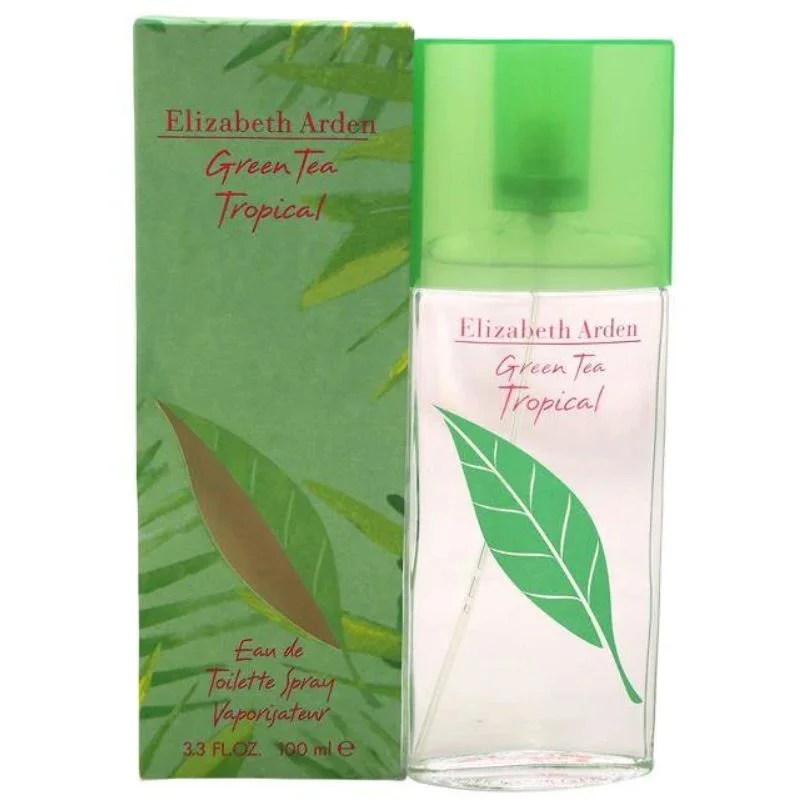 Elizabeth Arden
Green Tea
Tropical
Eau de
Toilette Spray
Vaporisateur
3.3 FL.OZ. 100 ml ℮
Elizabeth Arden
Green Tea
Tropical